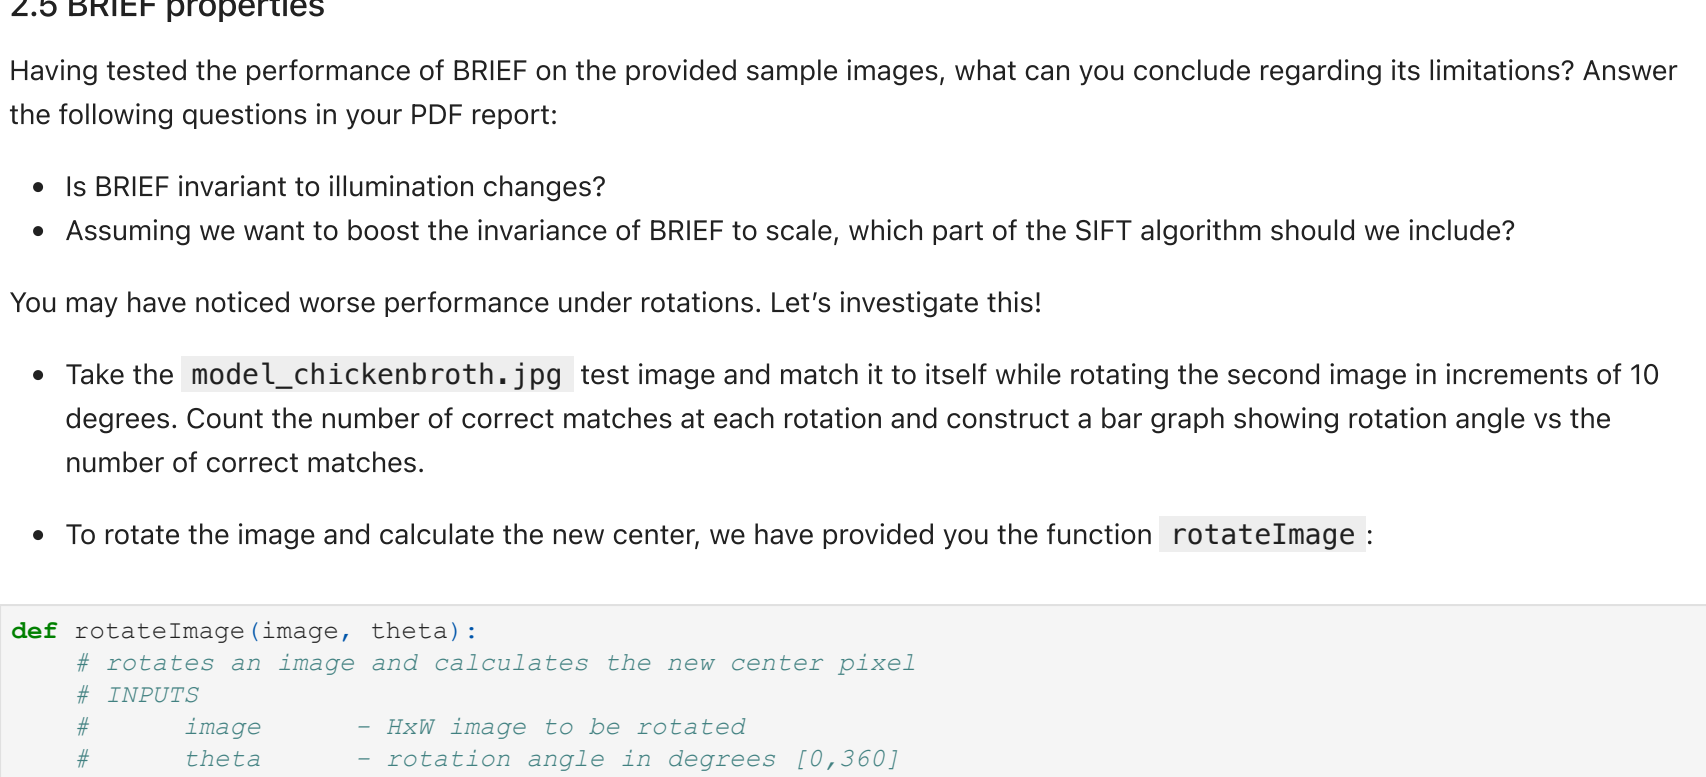 2.5 BRIEF properties
Having tested the performance of BRIEF on the provided sample images, what can you conclude regarding its limitations? Answer
the following questions in your PDF report:
• Is BRIEF invariant to illumination changes?
• Assuming we want to boost the invariance of BRIEF to scale, which part of the SIFT algorithm should we include?
You may have noticed worse performance under rotations. Let’s investigate this!
• Take the model_chickenbroth.jpg test image and match it to itself while rotating the second image in increments of 10
degrees. Count the number of correct matches at each rotation and construct a bar graph showing rotation angle vs the
number of correct matches.
• To rotate the image and calculate the new center, we have provided you the function rotateImage:
def rotateImage(image, theta):
    # rotates an image and calculates the new center pixel
    # INPUTS
    #      image      - HxW image to be rotated
    #      theta      - rotation angle in degrees [0,360]